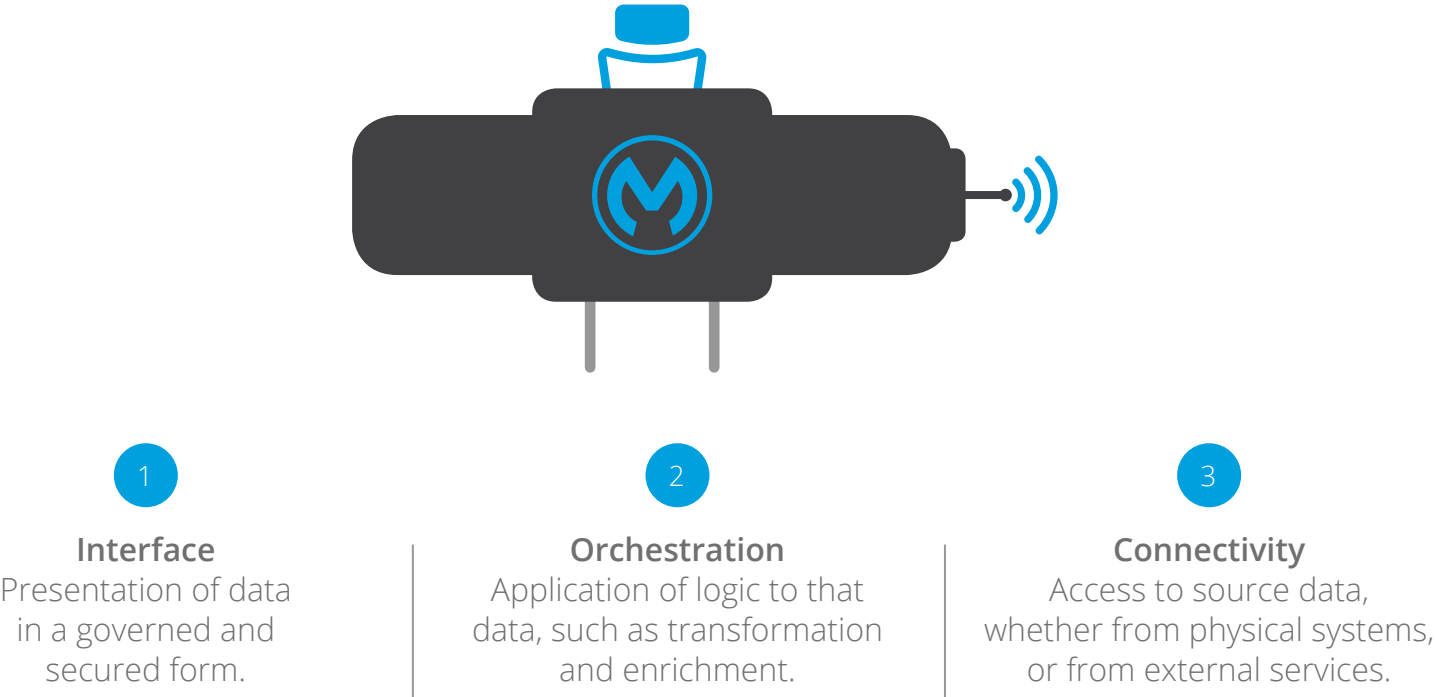 1
Interface
Presentation of data
in a governed and
secured form.
2
Orchestration
Application of logic to that
data, such as transformation
and enrichment.
3
Connectivity
Access to source data,
whether from physical systems,
or from external services.